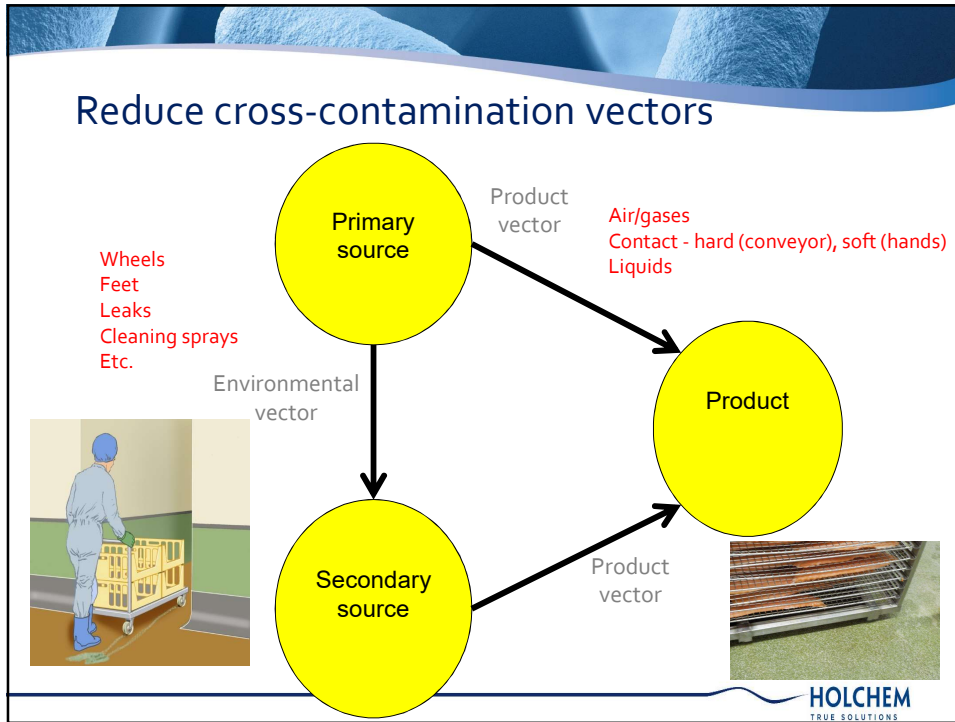 Reduce cross-contamination vectors
Primary
source
Product
vector
Air/gases
Contact - hard (conveyor), soft (hands)
Liquids
Wheels
Feet
Leaks
Cleaning sprays
Etc.
Environmental
vector
Product
Secondary
source
Product
vector
HOLCHEM
TRUE SOLUTIONS